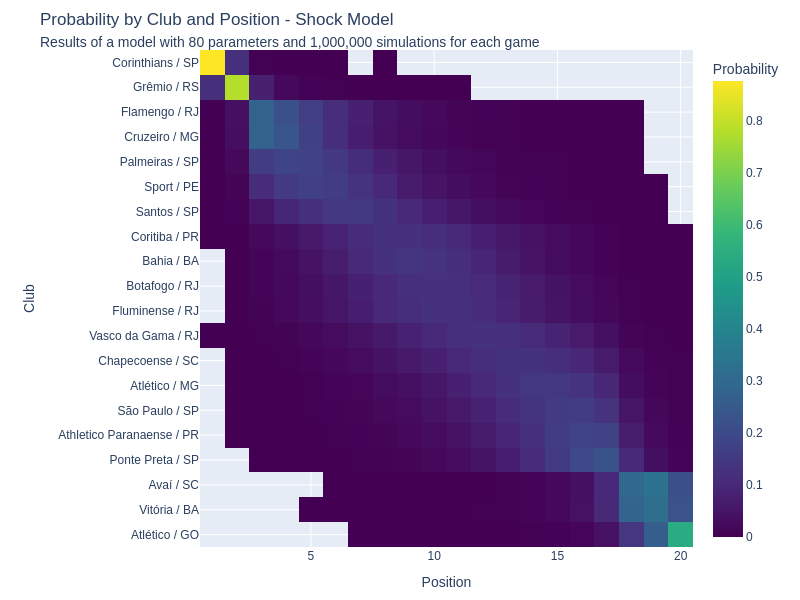 Probability by Club and Position - Shock Model
Results of a model with 80 parameters and 1,000,000 simulations for each game
Probability
Corinthians / SP
Grêmio / RS
Flamengo / RJ
Cruzeiro / MG
Palmeiras / SP
Sport / PE
Santos / SP
Coritiba / PR
Bahia / BA
Botafogo / RJ
Fluminense / RJ
Vasco da Gama / RJ
Chapecoense / SC
Atlético / MG
São Paulo / SP
Athletico Paranaense / PR
Ponte Preta / SP
Avaí / SC
Vitória / BA
Atlético / GO
Club
5
10
15
20
Position
0.8
0.7
0.6
0.5
0.4
0.3
0.2
0.1
0